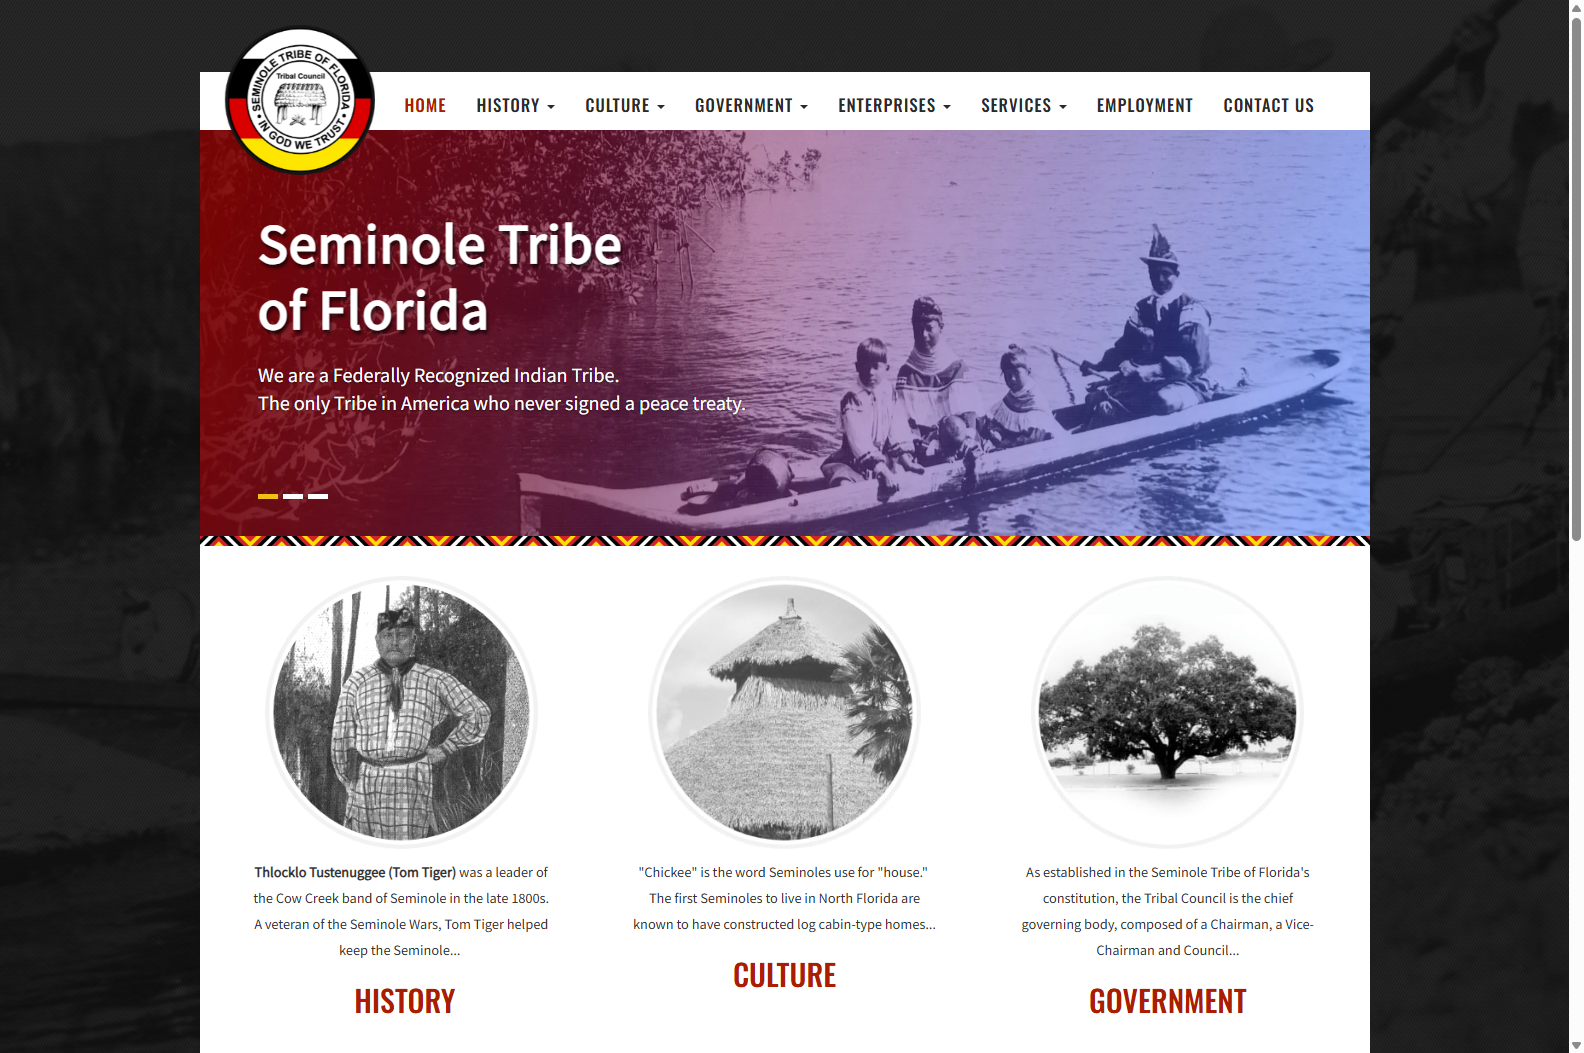 SEMINOLE TRIBE OF FLORIDA
Tribal Council
• IN GOD WE TRUST •
HOME
HISTORY
CULTURE
GOVERNMENT
ENTERPRISES
SERVICES
EMPLOYMENT
CONTACT US
Seminole Tribe
of Florida
We are a Federally Recognized Indian Tribe.
The only Tribe in America who never signed a peace treaty.
Thlocklo Tustenuggee (Tom Tiger) was a leader of
the Cow Creek band of Seminole in the late 1800s.
A veteran of the Seminole Wars, Tom Tiger helped
keep the Seminole...
HISTORY
"Chickee" is the word Seminoles use for "house."
The first Seminoles to live in North Florida are
known to have constructed log cabin-type homes...
CULTURE
As established in the Seminole Tribe of Florida's
constitution, the Tribal Council is the chief
governing body, composed of a Chairman, a Vice-
Chairman and Council...
GOVERNMENT